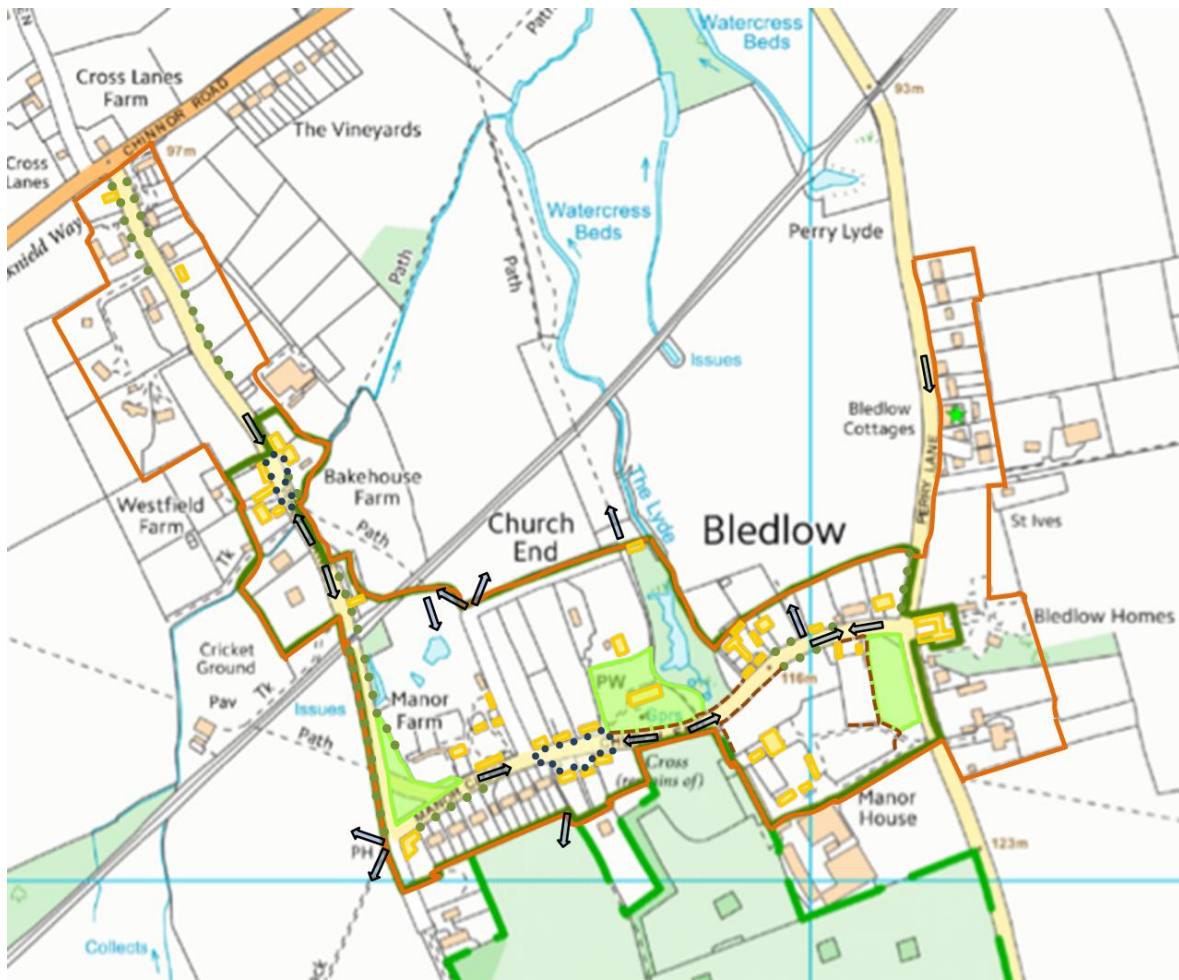 Path
Watercress
Beds
93m
Cross Lanes
Farm
CHINNOR ROAD
The Vineyards
97m
Cross
Lanes
knield Way
Path
Path
Watercress
Beds
Perry Lyde
Issues
Bledlow
Cottages
PERRY LANE
The Lyde
Bakehouse
Farm
Westfield
Farm
Church
End
Bledlow
St Ives
Path
Tk
Bledlow Homes
Cricket
Ground
Pav
Tk
Issues
Path
Manor
Farm
PW
116m
Cross
MANOR
Manor
House
PH
123m
Collects